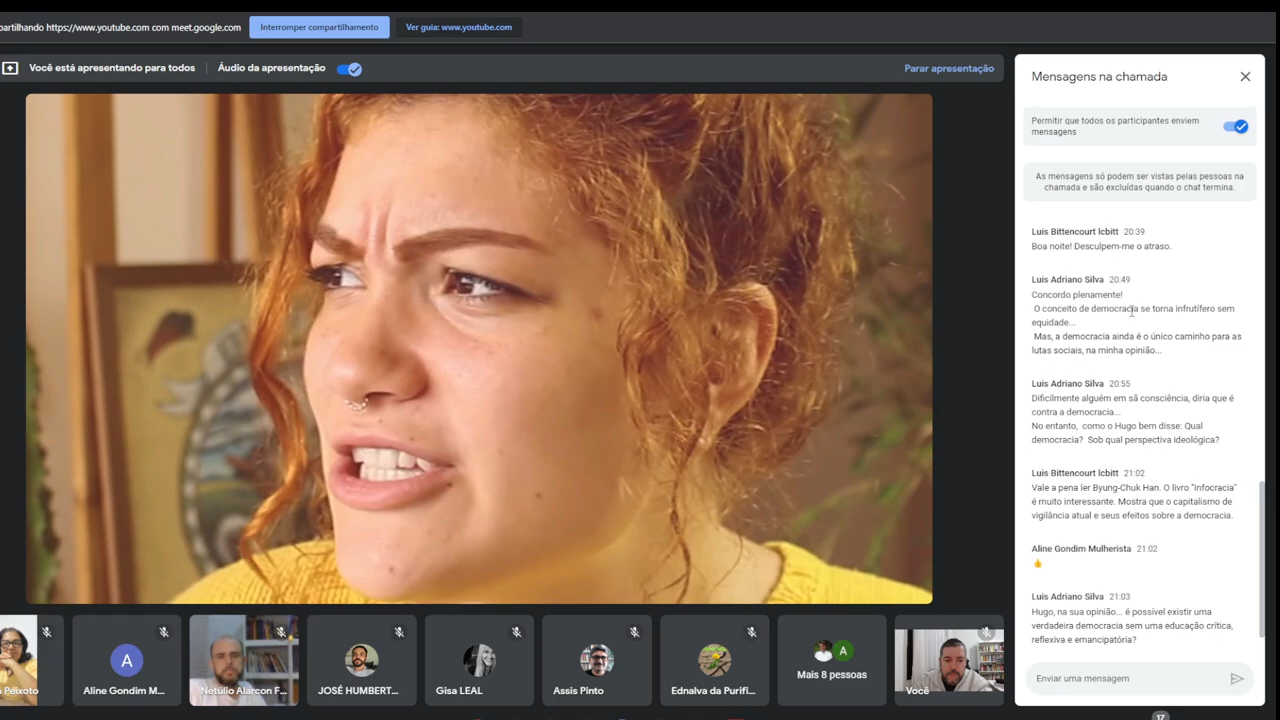 partilhando https://www.youtube.com com meet.google.com
Interromper compartilhamento
Ver guia: www.youtube.com
Você está apresentando para todos
Áudio da apresentação
Parar apresentação
Mensagens na chamada
Permitir que todos os participantes enviem
mensagens
As mensagens só podem ser vistas pelas pessoas na
chamada e são excluídas quando o chat termina.
Luis Bittencourt lcbitt 20:39
Boa noite! Desculpem-me o atraso.
Luis Adriano Silva 20:49
Concordo plenamente!
O conceito de democracia se torna infrutífero sem
equidade...
Mas, a democracia ainda é o único caminho para as
lutas sociais, na minha opinião...
Luis Adriano Silva 20:55
Dificilmente alguém em sã consciência, diria que é
contra a democracia...
No entanto, como o Hugo bem disse: Qual
democracia? Sob qual perspectiva ideológica?
Luis Bittencourt lcbitt 21:02
Vale a pena ler Byung-Chuk Han. O livro "Infocracia"
é muito interessante. Mostra que o capitalismo de
vigilância atual e seus efeitos sobre a democracia.
Aline Gondim Mulherista 21:02
👍
Luis Adriano Silva 21:03
Hugo, na sua opinião... é possível existir uma
verdadeira democracia sem uma educação crítica,
reflexiva e emancipatória?
Enviar uma mensagem
a Peixoto
A
Aline Gondim M...
Netúlio Alarcon F...
JOSÉ HUMBERT...
Gisa LEAL
Assis Pinto
Ednalva da Purifi...
A
Mais 8 pessoas
Você
17